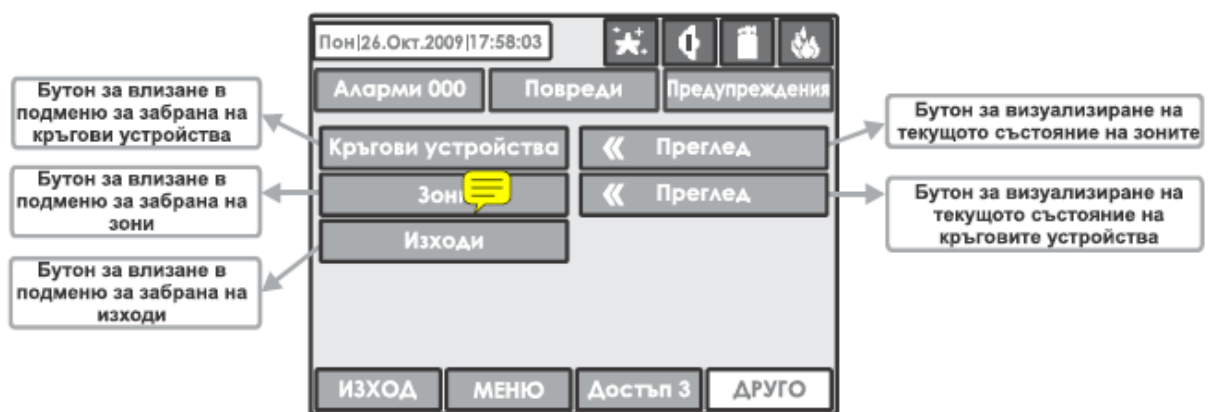 Пон|26.Окт.2009|17:58:03
Аларми 000 Повреди Предупреждения
Бутон за влизане в
подменю за забрана на
кръгови устройства
Кръгови устройства
« Преглед
Бутон за визуализиране на
текущото състояние на зоните
Бутон за влизане в
подменю за забрана на
зони
« Преглед
Бутон за визуализиране на
текущото състояние на
кръговите устройства
Изходи
Бутон за влизане в
подменю за забрана на
изходи
ИЗХОД МЕНЮ Достъп 3 ДРУГО